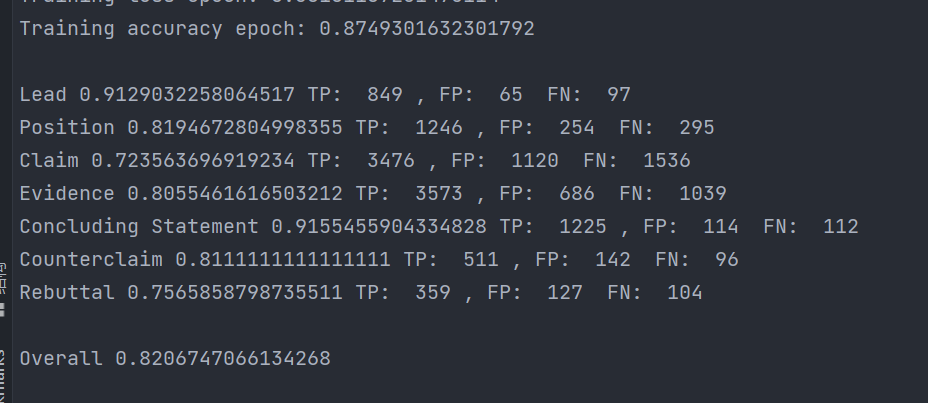 Training accuracy epoch: 0.8749301632301792
Lead 0.9129032258064517 TP:  849 , FP:  65  FN:  97
Position 0.8194672804998355 TP:  1246 , FP:  254  FN:  295
Claim 0.723563696919234 TP:  3476 , FP:  1120  FN:  1536
Evidence 0.8055461616503212 TP:  3573 , FP:  686  FN:  1039
Concluding Statement 0.9155455904334828 TP:  1225 , FP:  114  FN:  112
Counterclaim 0.8111111111111111 TP:  511 , FP:  142  FN:  96
Rebuttal 0.7565858798735511 TP:  359 , FP:  127  FN:  104
Overall 0.8206747066134268